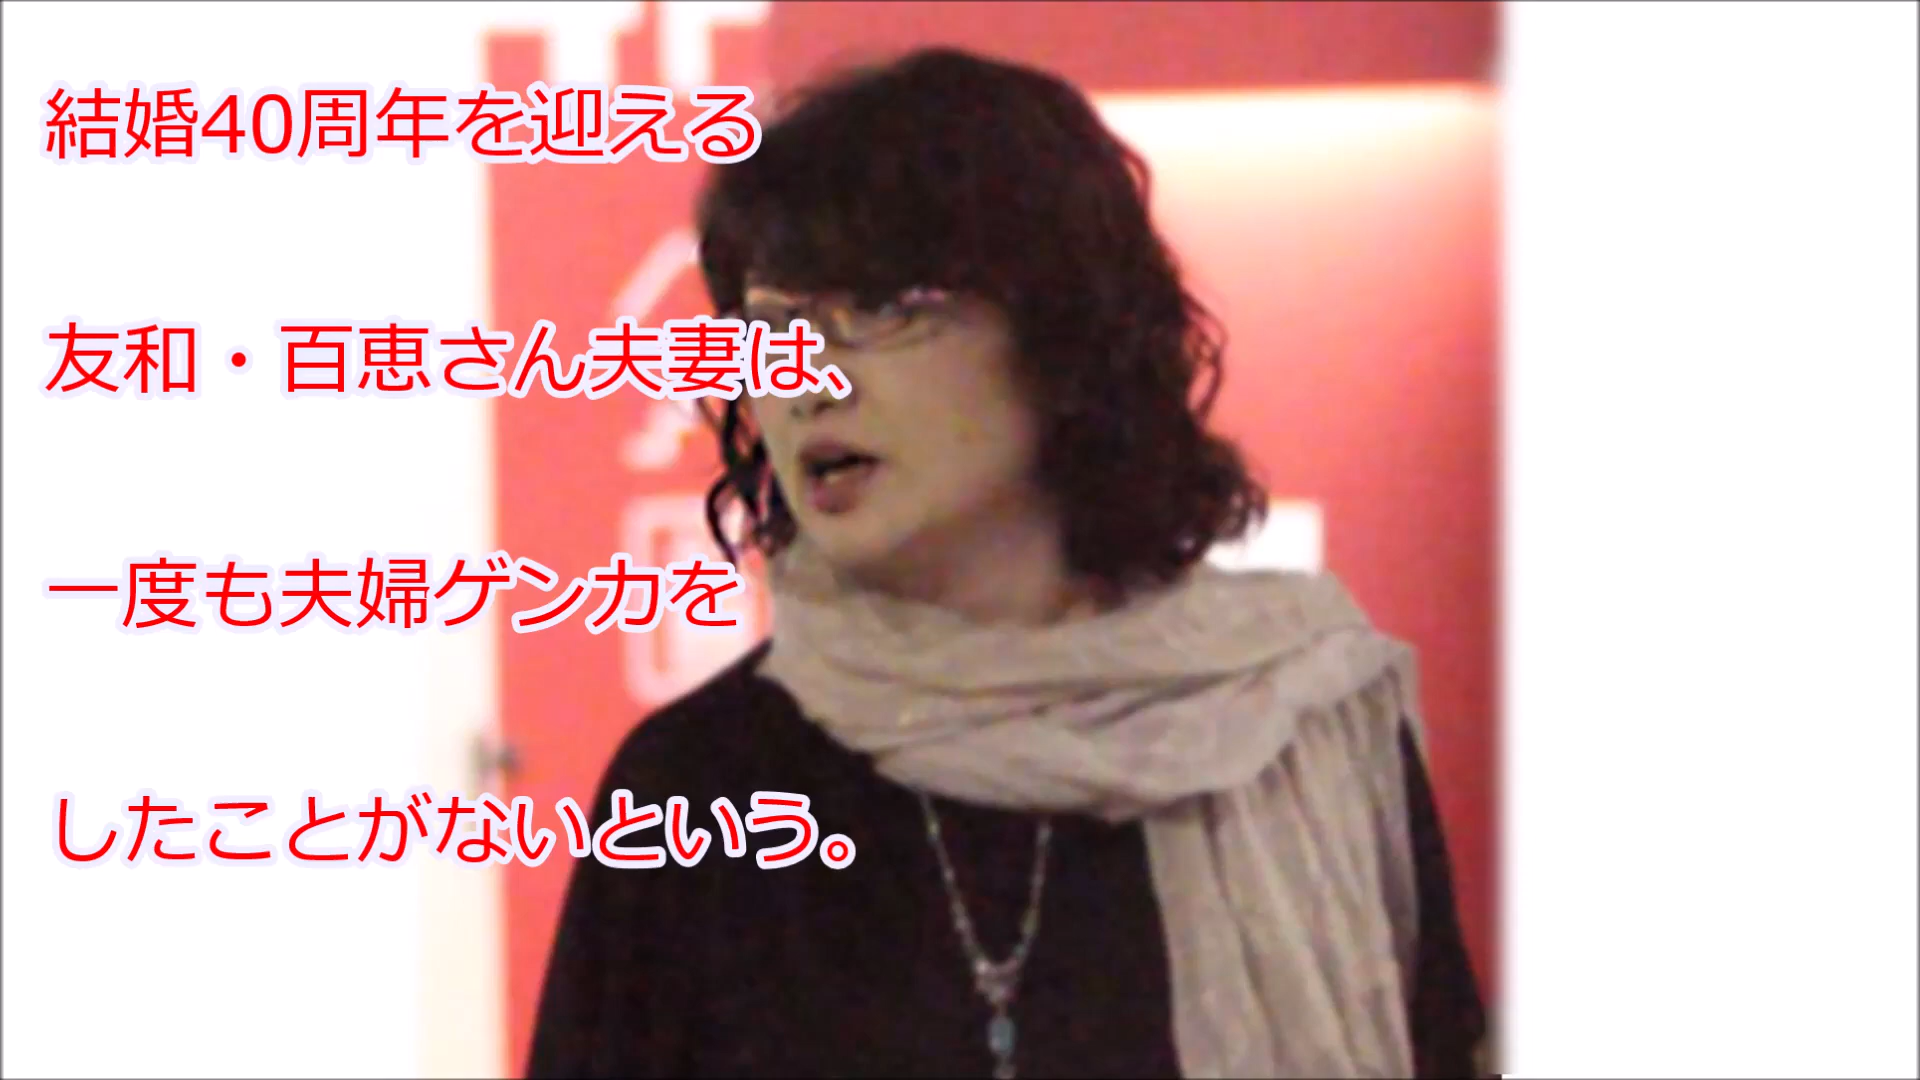 結婚40周年を迎える
友和・百恵さん夫妻は、
一度も夫婦ゲンカを
したことがないという。